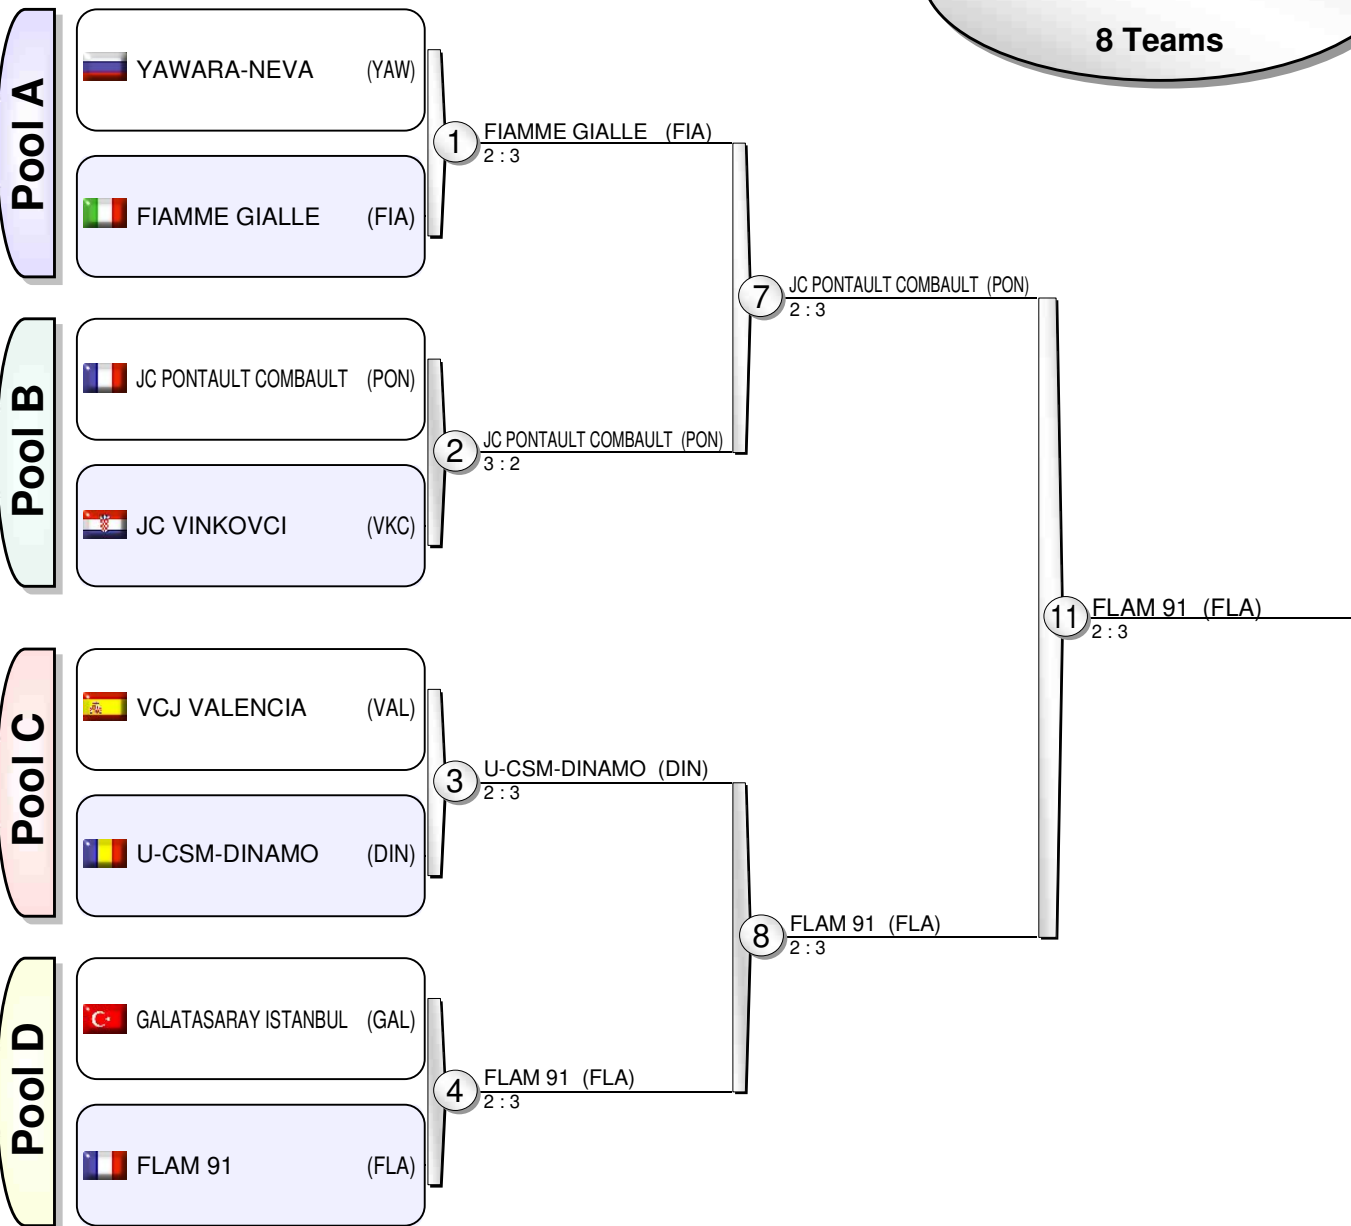 8 Teams
Pool A
YAWARA-NEVA (YAW)
FIAMME GIALLE (FIA)
1 FIAMME GIALLE (FIA)
2 : 3
Pool B
JC PONTAULT COMBAULT (PON)
JC VINKOVCI (VKC)
2 JC PONTAULT COMBAULT (PON)
3 : 2
7 JC PONTAULT COMBAULT (PON)
2 : 3
Pool C
VCJ VALENCIA (VAL)
U-CSM-DINAMO (DIN)
3 U-CSM-DINAMO (DIN)
2 : 3
Pool D
GALATASARAY ISTANBUL (GAL)
FLAM 91 (FLA)
4 FLAM 91 (FLA)
2 : 3
8 FLAM 91 (FLA)
2 : 3
11 FLAM 91 (FLA)
2 : 3